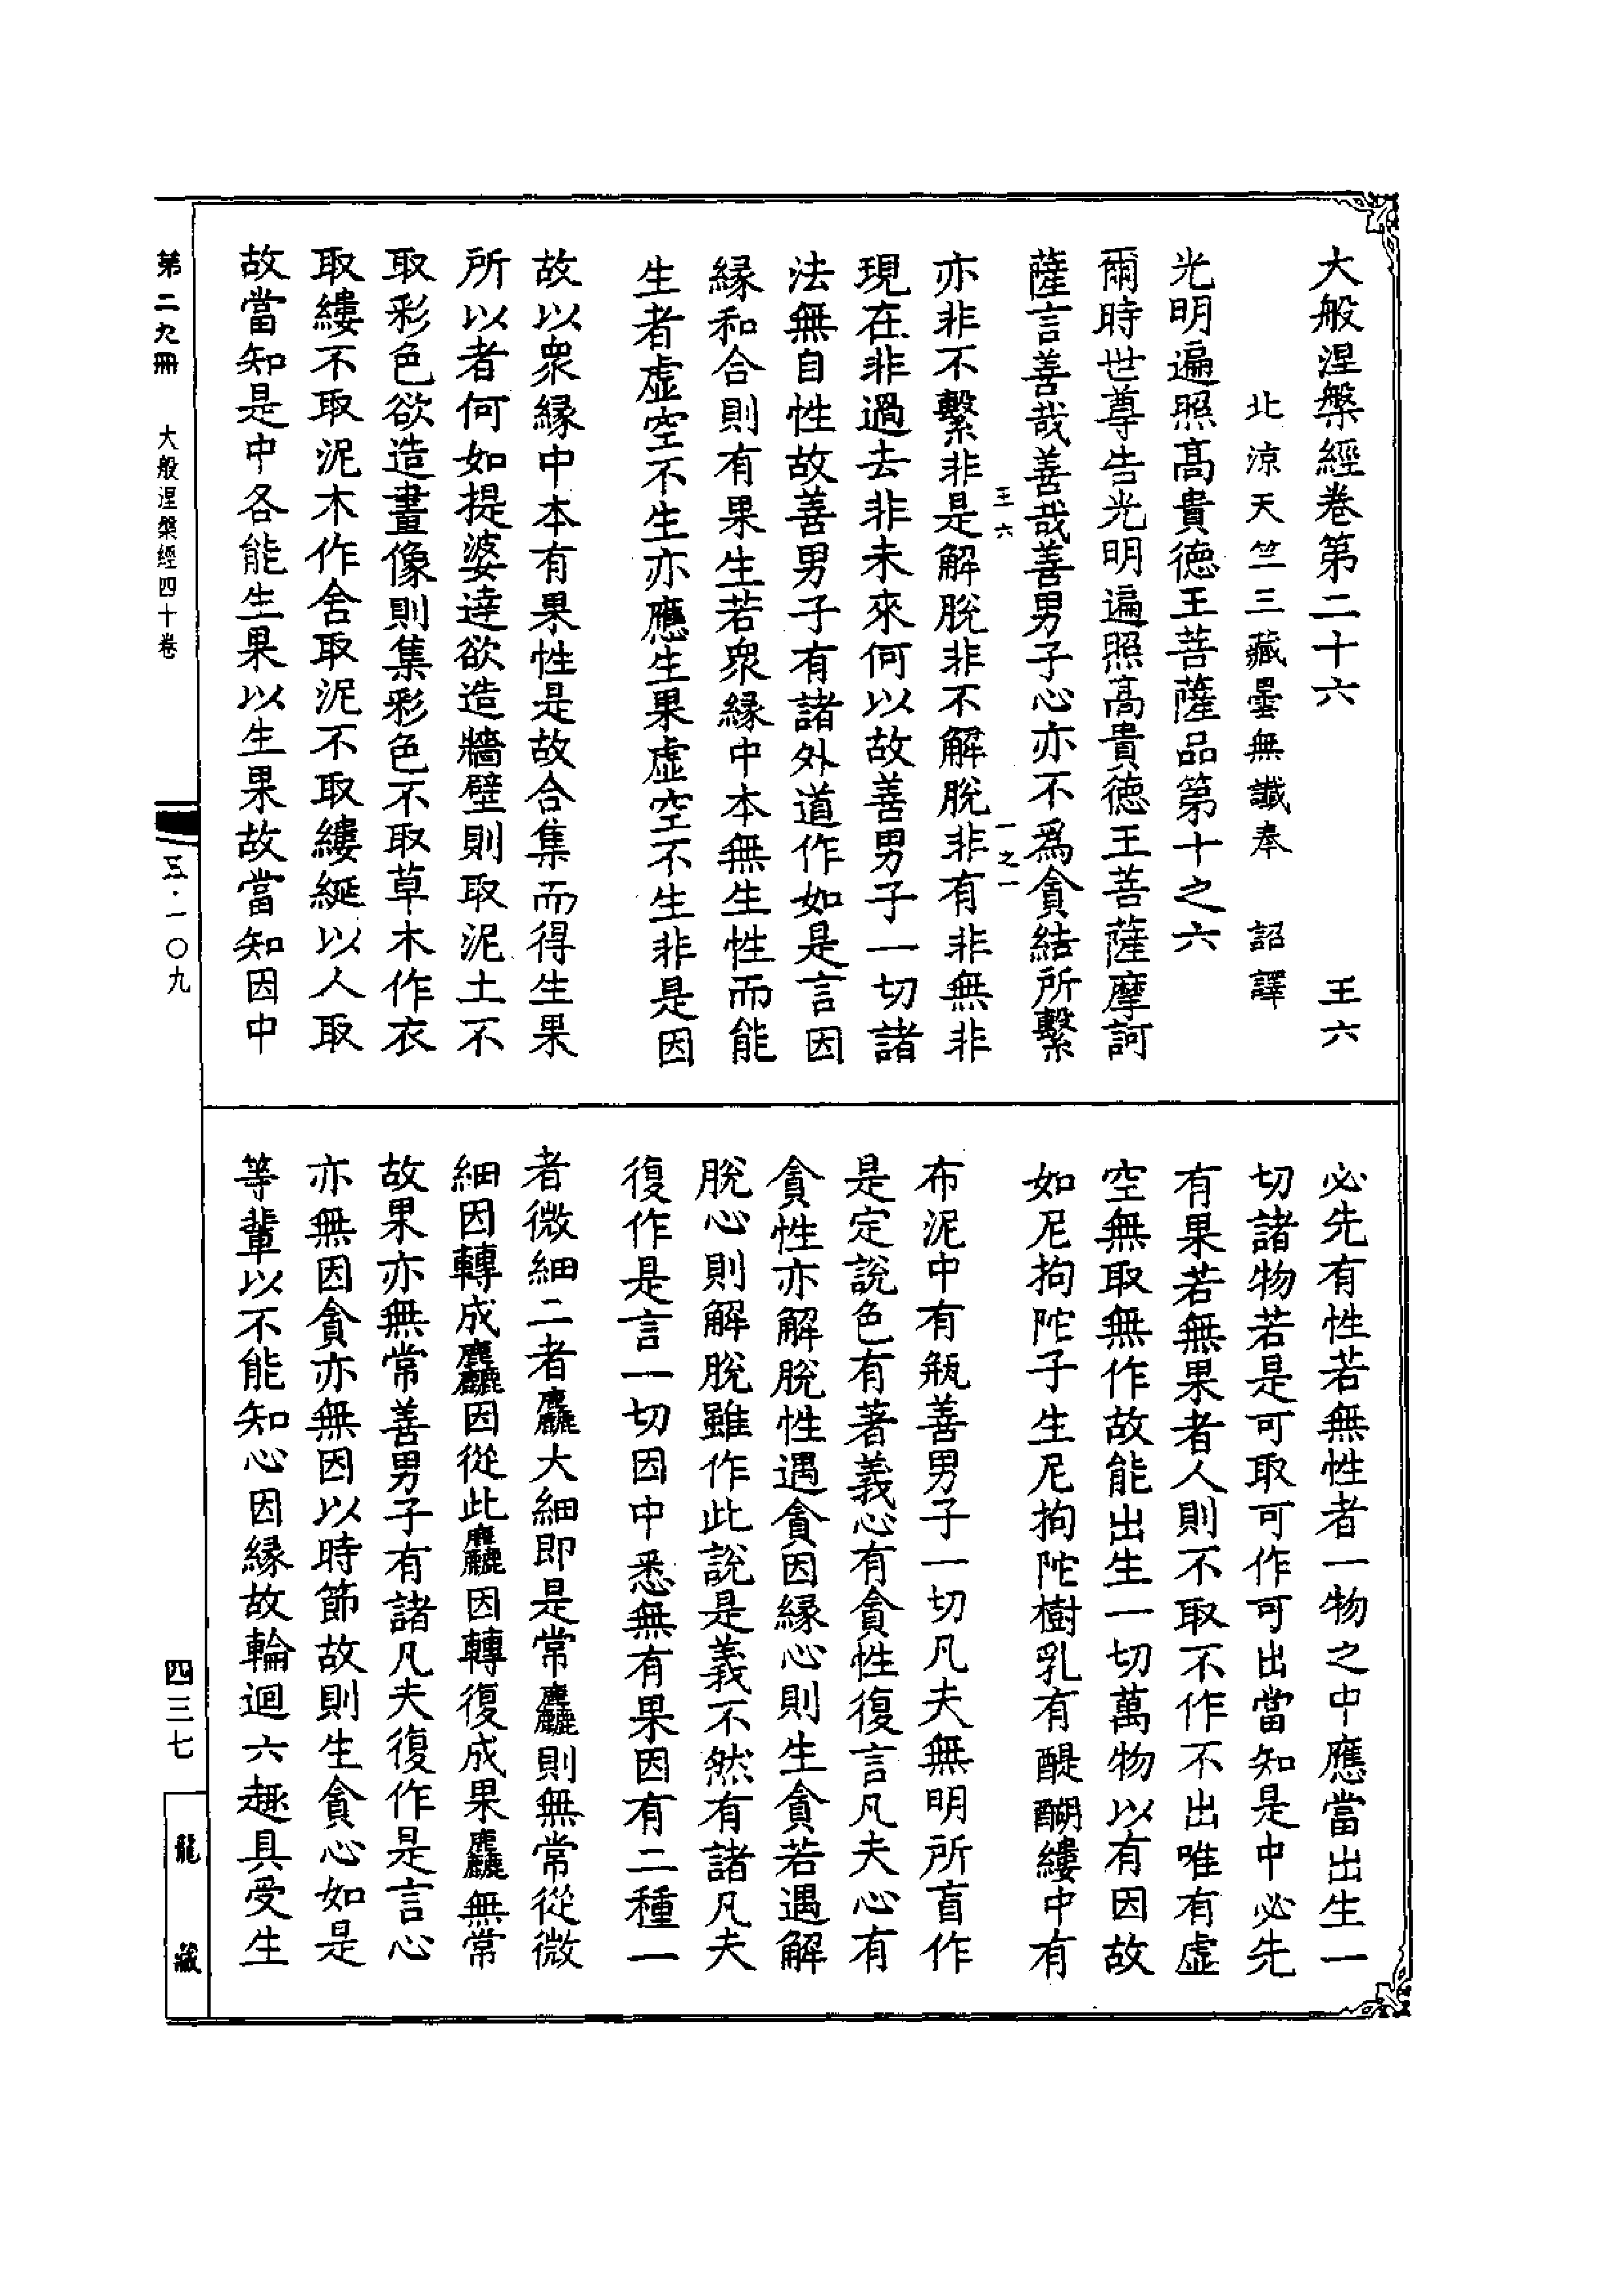 大般涅槃經卷第二十六　王六
北涼天竺三藏曇無讖奉　詔譯
光明遍照高貴德王菩薩品第十之六
爾時世尊告光明遍照高貴德王菩薩摩訶
薩言善哉善哉善男子心亦不爲貪結所繫
王六　一之一
亦非不繫非是解脫非不解脫非有非無非
現在非過去非未來何以故善男子一切諸
法無自性故善男子有諸外道作如是言因
緣和合則有果生若衆緣中本無生性而能
生者虛空不生亦應生果虛空不生非是因
故以衆緣中本有果性是故合集而得生果
所以者何如提婆達欲造牆壁則取泥土不
取彩色欲造畫像則集彩色不取草木作衣
取縷不取泥木作舍取泥不取縷綖以人取
故當知是中各能生果以生果故當知因中
必先有性若無性者一物之中應當出生一
切諸物若是可取可作可出當知是中必先
有果若無果者人則不取不作不出唯有虛
空無取無作故能出生一切萬物以有因故
如尼拘陀子生尼拘陀樹乳有醍醐縷中有
布泥中有瓶善男子一切凡夫無明所盲作
是定說色有著義心有貪性復言凡夫心有
貪性亦解脫性遇貪因緣心則生貪若遇解
脫心則解脫雖作此說是義不然有諸凡夫
復作是言一切因中悉無有果因有二種一
者微細二者麤大細即是常麤則無常從微
細因轉成麤因從此麤因轉復成果麤無常
故果亦無常善男子有諸凡夫復作是言心
亦無因貪亦無因以時節故則生貪心如是
等輩以不能知心因緣故輪迴六趣具受生
第二九冊　大般涅槃經四十卷
五·一〇九
四三七
龍藏